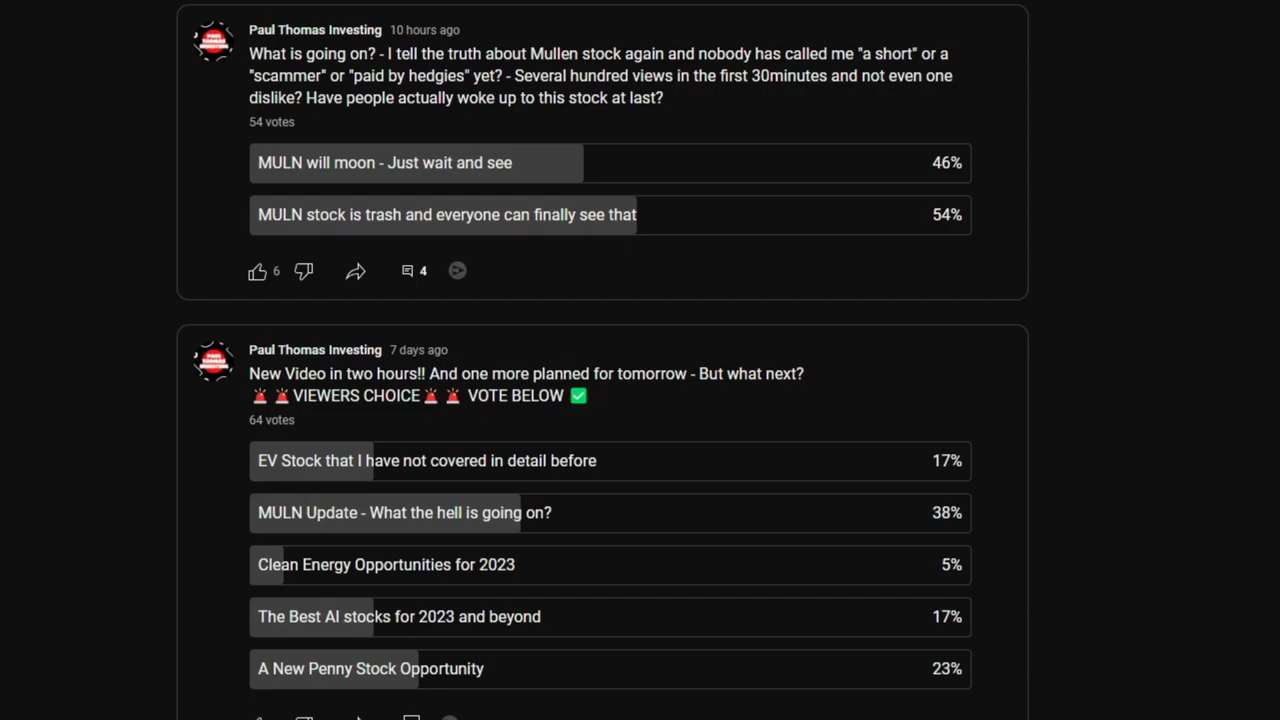 Paul Thomas Investing 10 hours ago
What is going on? - I tell the truth about Mullen stock again and nobody has called me "a short" or a
"scammer" or "paid by hedgies" yet? - Several hundred views in the first 30minutes and not even one
dislike? Have people actually woke up to this stock at last?
54 votes
MULN will moon - Just wait and see 46%
MULN stock is trash and everyone can finally see that 54%
6 4
Paul Thomas Investing 7 days ago
New Video in two hours!! And one more planned for tomorrow - But what next?
🚨 🚨 VIEWERS CHOICE 🚨 🚨 VOTE BELOW ✅
64 votes
EV Stock that I have not covered in detail before 17%
MULN Update - What the hell is going on? 38%
Clean Energy Opportunities for 2023 5%
The Best AI stocks for 2023 and beyond 17%
A New Penny Stock Opportunity 23%
PAUL
THOMAS
INVESTING
PAUL
THOMAS
INVESTING